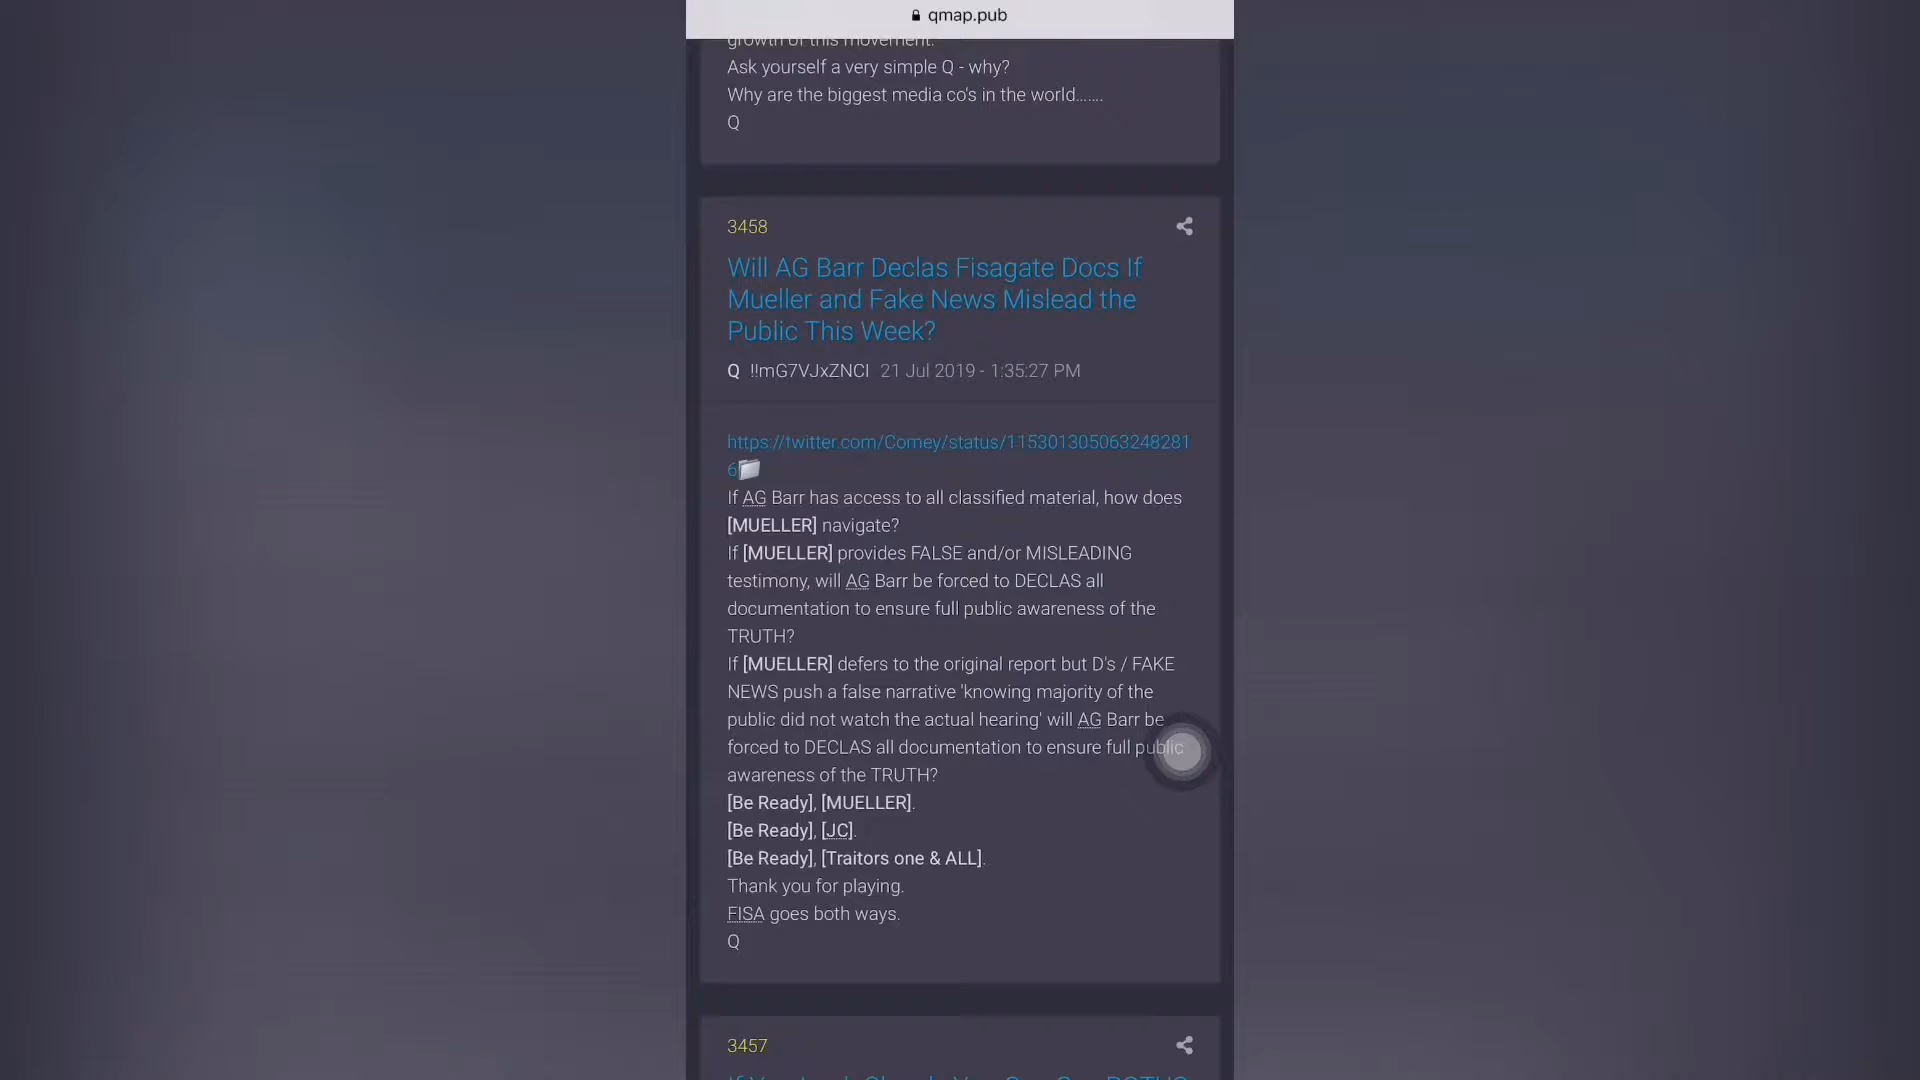 qmap.pub
growth of this movement.
Ask yourself a very simple Q - why?
Why are the biggest media co's in the world.......
Q
3458
Will AG Barr Declas Fisagate Docs If
Mueller and Fake News Mislead the
Public This Week?
Q !!mG7VJxZNCI 21 Jul 2019 - 1:35:27 PM
https://twitter.com/Comey/status/115301305063248281
6
If AG Barr has access to all classified material, how does
[MUELLER] navigate?
If [MUELLER] provides FALSE and/or MISLEADING
testimony, will AG Barr be forced to DECLAS all
documentation to ensure full public awareness of the
TRUTH?
If [MUELLER] defers to the original report but D's / FAKE
NEWS push a false narrative 'knowing majority of the
public did not watch the actual hearing' will AG Barr be
forced to DECLAS all documentation to ensure full public
awareness of the TRUTH?
[Be Ready], [MUELLER].
[Be Ready], [JC].
[Be Ready], [Traitors one & ALL].
Thank you for playing.
FISA goes both ways.
Q
3457